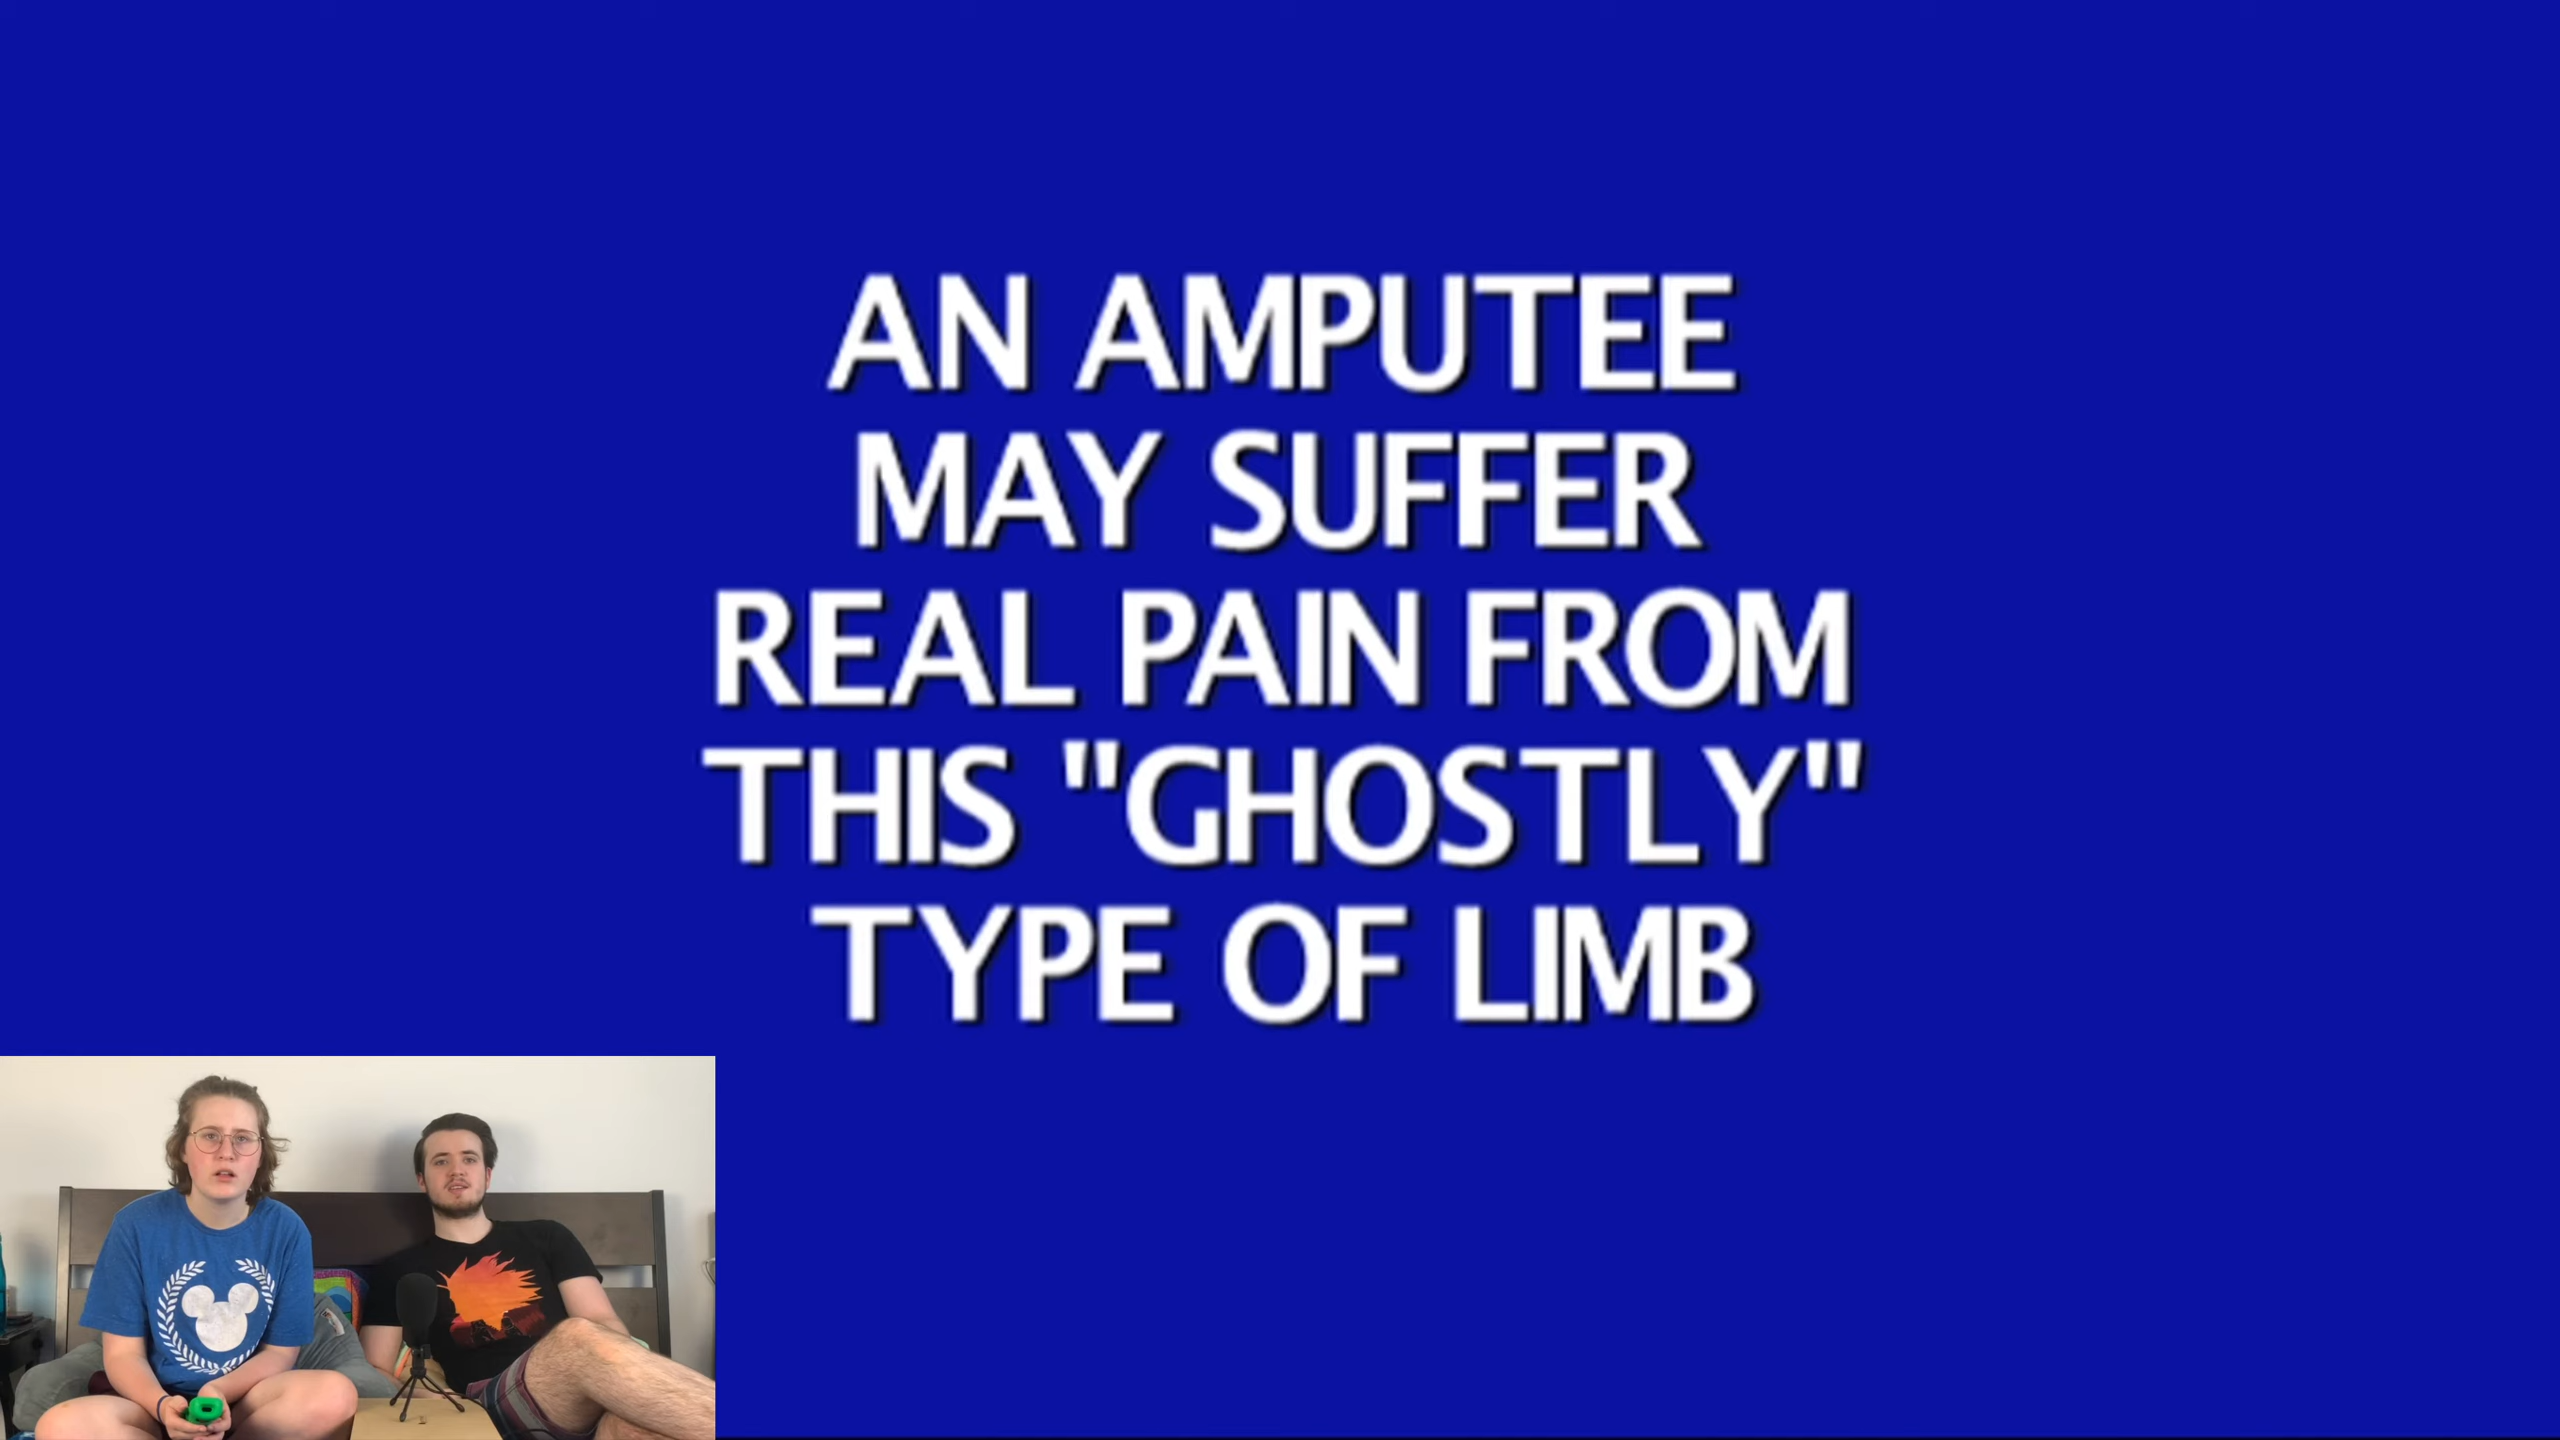 AN AMPUTEE
MAY SUFFER
REAL PAIN FROM
THIS "GHOSTLY"
TYPE OF LIMB